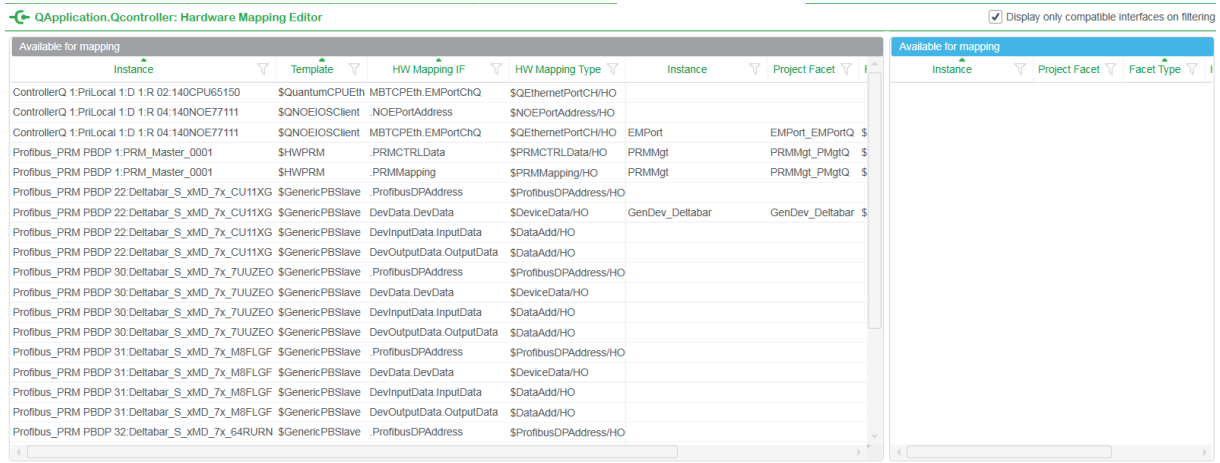 QApplication.Qcontroller: Hardware Mapping Editor
Display only compatible interfaces on filtering
Available for mapping
Instance Template HW Mapping IF HW Mapping Type Instance Project Facet
ControllerQ 1:PriLocal 1:D 1:R 02:140CPU65150 $QuantumCPUEth MBTCPEth.EMPortChQ $QEthernetPortCH/HO
ControllerQ 1:PriLocal 1:D 1:R 04:140NOE77111 $QNOEIOSClient .NOEPortAddress $NOEPortAddress/HO
ControllerQ 1:PriLocal 1:D 1:R 04:140NOE77111 $QNOEIOSClient MBTCPEth.EMPortChQ $QEthernetPortCH/HO EMPort EMPort_EMPortQ $
Profibus_PRM PBDP 1:PRM_Master_0001 $HWPRM .PRMCTRLData $PRMCTRLData/HO PRMMgt PRMMgt_PMgtQ $
Profibus_PRM PBDP 1:PRM_Master_0001 $HWPRM .PRMMapping $PRMMapping/HO PRMMgt PRMMgt_PMgtQ $
Profibus_PRM PBDP 22:Deltabar_S_xMD_7x_CU11XG $GenericPBSlave .ProfibusDPAddress $ProfibusDPAddress/HO
Profibus_PRM PBDP 22:Deltabar_S_xMD_7x_CU11XG $GenericPBSlave DevData.DevData $DeviceData/HO GenDev_Deltabar GenDev_Deltabar $
Profibus_PRM PBDP 22:Deltabar_S_xMD_7x_CU11XG $GenericPBSlave DevInputData.InputData $DataAdd/HO
Profibus_PRM PBDP 22:Deltabar_S_xMD_7x_CU11XG $GenericPBSlave DevOutputData.OutputData $DataAdd/HO
Profibus_PRM PBDP 30:Deltabar_S_xMD_7x_7UUZEO $GenericPBSlave .ProfibusDPAddress $ProfibusDPAddress/HO
Profibus_PRM PBDP 30:Deltabar_S_xMD_7x_7UUZEO $GenericPBSlave DevData.DevData $DeviceData/HO
Profibus_PRM PBDP 30:Deltabar_S_xMD_7x_7UUZEO $GenericPBSlave DevInputData.InputData $DataAdd/HO
Profibus_PRM PBDP 30:Deltabar_S_xMD_7x_7UUZEO $GenericPBSlave DevOutputData.OutputData $DataAdd/HO
Profibus_PRM PBDP 31:Deltabar_S_xMD_7x_M8FLGF $GenericPBSlave .ProfibusDPAddress $ProfibusDPAddress/HO
Profibus_PRM PBDP 31:Deltabar_S_xMD_7x_M8FLGF $GenericPBSlave DevData.DevData $DeviceData/HO
Profibus_PRM PBDP 31:Deltabar_S_xMD_7x_M8FLGF $GenericPBSlave DevInputData.InputData $DataAdd/HO
Profibus_PRM PBDP 31:Deltabar_S_xMD_7x_M8FLGF $GenericPBSlave DevOutputData.OutputData $DataAdd/HO
Profibus_PRM PBDP 32:Deltabar_S_xMD_7x_64RURN $GenericPBSlave .ProfibusDPAddress $ProfibusDPAddress/HO
Available for mapping
Instance Project Facet Facet Type